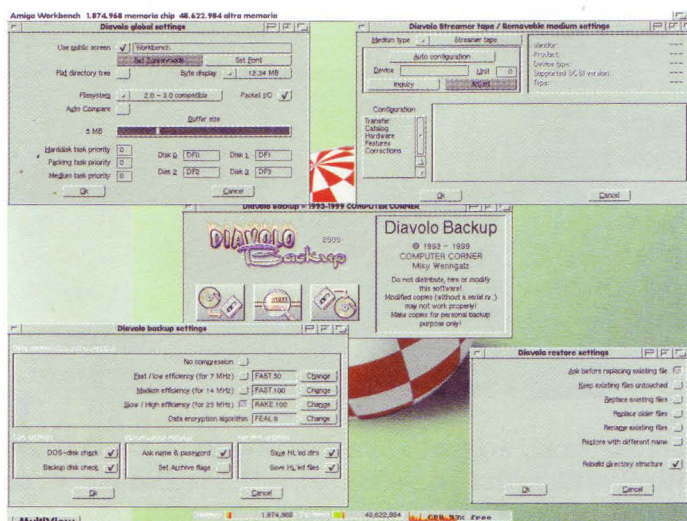 Amiga Workbench 1.874.968 memoria chip 48.622.984 altra memoria
Diavolo global settings
Use public screen
Workbench
Set Screenmode
Set Font
Flat directory tree
Byte display
12.34 MB
Filesystem
2.0 - 3.0 compatible
Packet I/O
Auto Compare
Buffer size
5 MB
Harddisk task priority 0
Packing task priority 0
Medium task priority 0
Disk 0 DF0
Disk 1 DF1
Disk 2 DF2
Disk 3 DF3
Ok
Cancel
Diavolo Streamer tape / Removable medium settings
Medium type
Streamer tape
Auto configuration
Device
Unit 0
Inquiry
Adjust
Vendor: ---
Product: ---
Device type: ---
Supported SCSI version: ---
Tape: ---
Configuration
Transfer
Catalog
Hardware
Features
Corrections
Ok
Cancel
Diavolo Backup © 1993-1999 COMPUTER CORNER
DIAVOLO
2000
Backup
Diavolo Backup
© 1993 - 1999
COMPUTER CORNER
Do not distribute, hire or modify
this software!
Modified copies (without a serial nr.)
may not work properly!
Make copies for personal backup
purpose only!
Diavolo backup settings
No compression
Fast / low efficiency (for 7 MHz) FAST.50 Change
Medium efficiency (for 14 MHz) FAST.100 Change
Slow / High efficiency (for 25 MHz) RAKE.100 Change
Data encryption algorithm FEAL.8 Change
DOS-disk check
Backup disk check
Ask name & password
Set Archive flags
Save HL'ed dirs
Save HL'ed files
Ok
Cancel
Diavolo restore settings
Ask before replacing existing file
Keep existing files untouched
Replace existing files
Replace older files
Rename existing files
Restore with different name
Rebuild directory structure
Ok
Cancel
MultiView
1,874,968
CPU 93% free